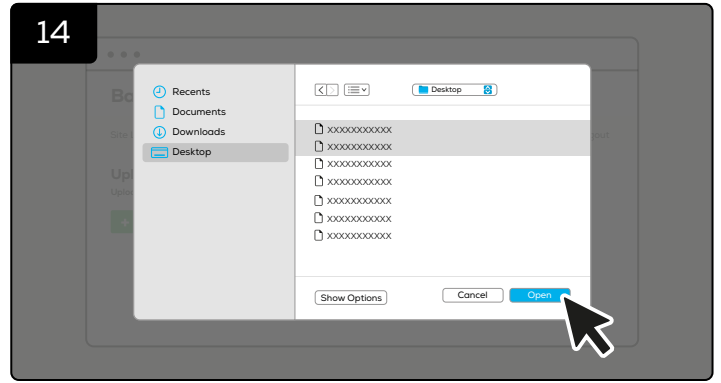 14
Recents
Documents
Downloads
Desktop
Desktop
XXXXXXXXXXX
XXXXXXXXXXX
XXXXXXXXXXX
XXXXXXXXXXX
XXXXXXXXXXX
XXXXXXXXXXX
XXXXXXXXXXX
Show Options
Cancel
Open